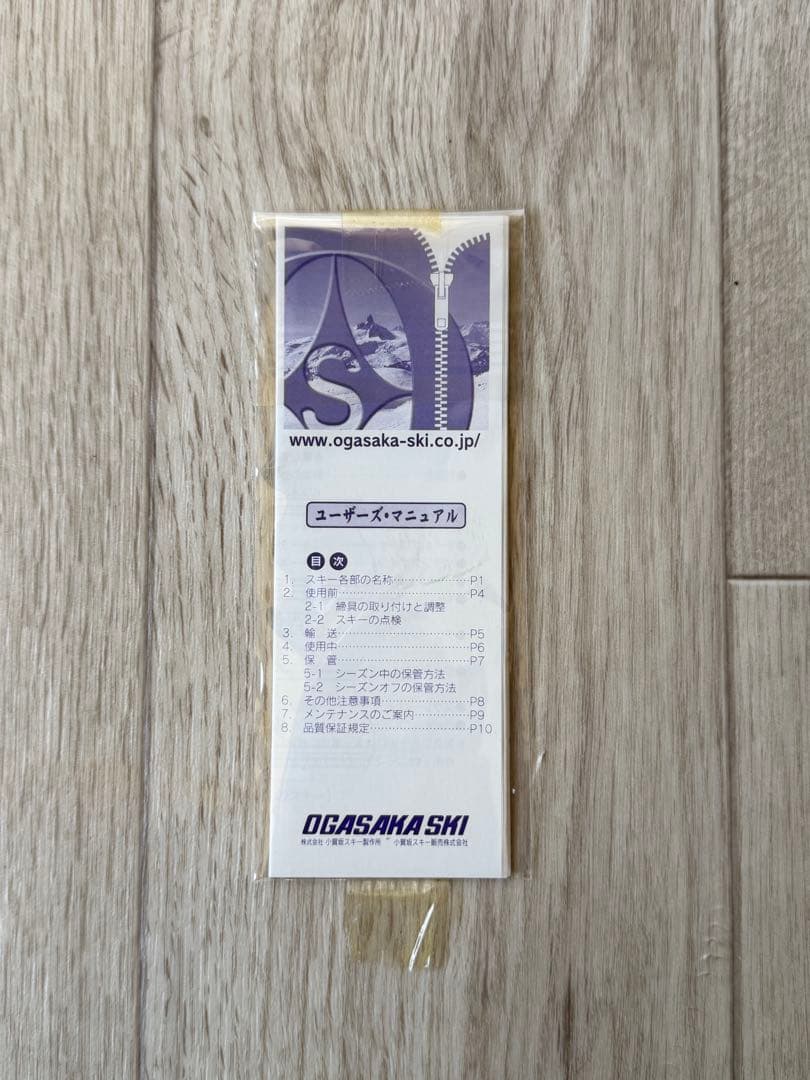 S
www.ogasaka-ski.co.jp/
ユーザーズ・マニュアル
目次
1. スキー各部の名称…………………P1
2. 使用前………………………………P4
2-1 締具の取り付けと調整
2-2 スキーの点検
3. 輸 送………………………………P5
4. 使用中………………………………P6
5. 保 管………………………………P7
5-1 シーズン中の保管方法
5-2 シーズンオフの保管方法
6. その他注意事項……………………P8
7. メンテナンスのご案内……………P9
8. 品質保証規定………………………P10
OGASAKA SKI
株式会社 小賀坂スキー製作所 小賀坂スキー販売株式会社